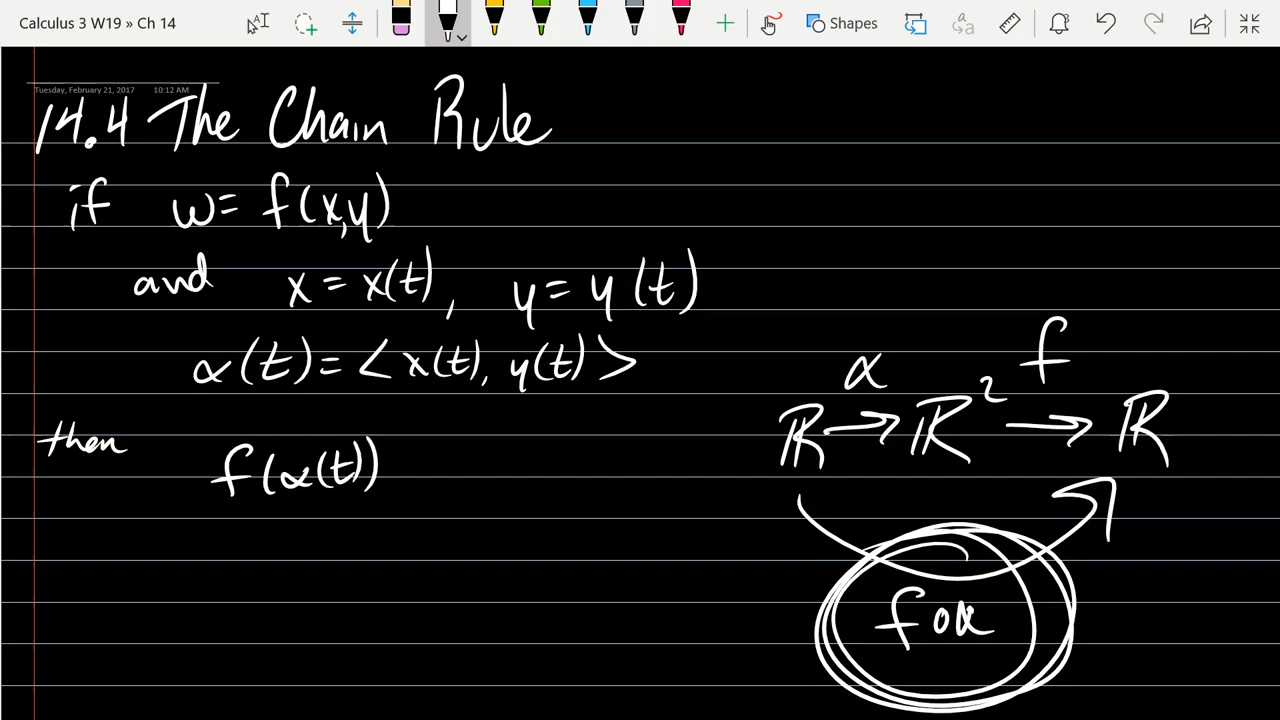 Calculus 3 W19 » Ch 14
Shapes
Tuesday, February 21, 2017 10:12 AM
14.4 The Chain Rule
if w= f(x,y)
and x = x(t), y = y(t)
α(t) = < x(t), y(t) >
then f(α(t))
α f
ℝ → ℝ² → ℝ
f∘α